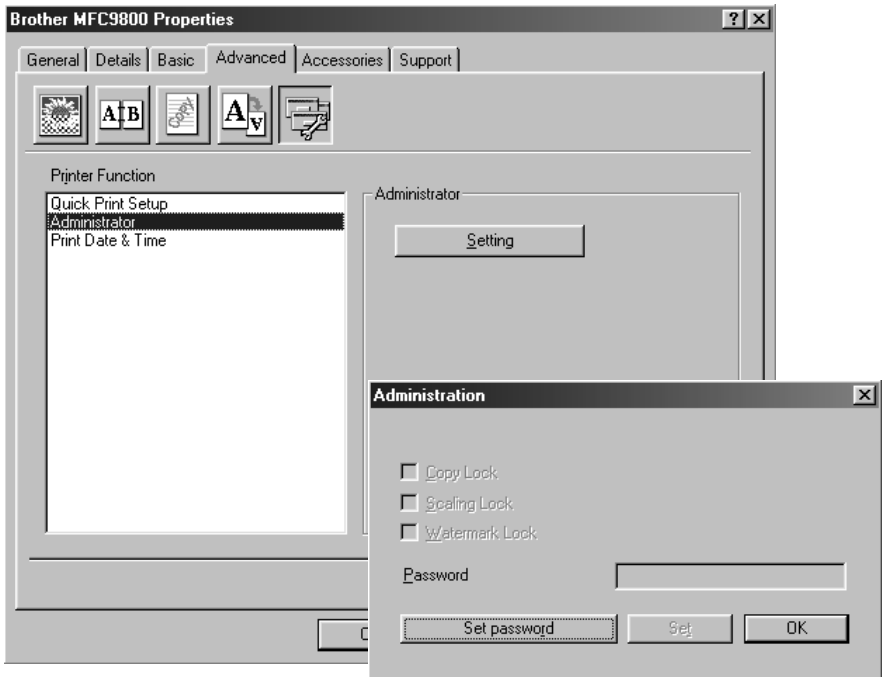 Brother MFC9800 Properties
General Details Basic Advanced Accessories Support
A B Copy A A
Printer Function
Quick Print Setup
Administrator
Print Date & Time
Administrator
Setting
Administration
Copy Lock
Scaling Lock
Watermark Lock
Password
Set password Set OK